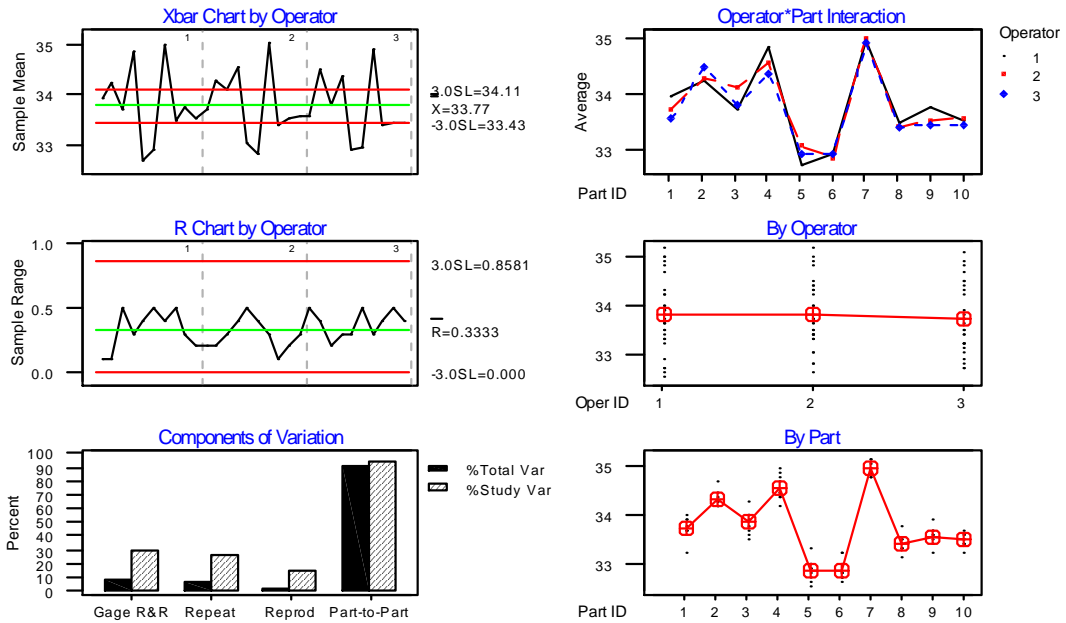 Xbar Chart by Operator
Sample Mean
35
34
33
1
2
3
3.0SL=34.11
X=33.77
-3.0SL=33.43
Operator*Part Interaction
Average
35
34
33
Part ID
1 2 3 4 5 6 7 8 9 10
Operator
1
2
3
R Chart by Operator
Sample Range
1.0
0.5
0.0
1
2
3
3.0SL=0.8581
R=0.3333
-3.0SL=0.000
By Operator
35
34
33
Oper ID
1 2 3
Components of Variation
Percent
100
90
80
70
60
50
40
30
20
10
0
Gage R&R Repeat Reprod Part-to-Part
%Total Var
%Study Var
By Part
35
34
33
Part ID
1 2 3 4 5 6 7 8 9 10